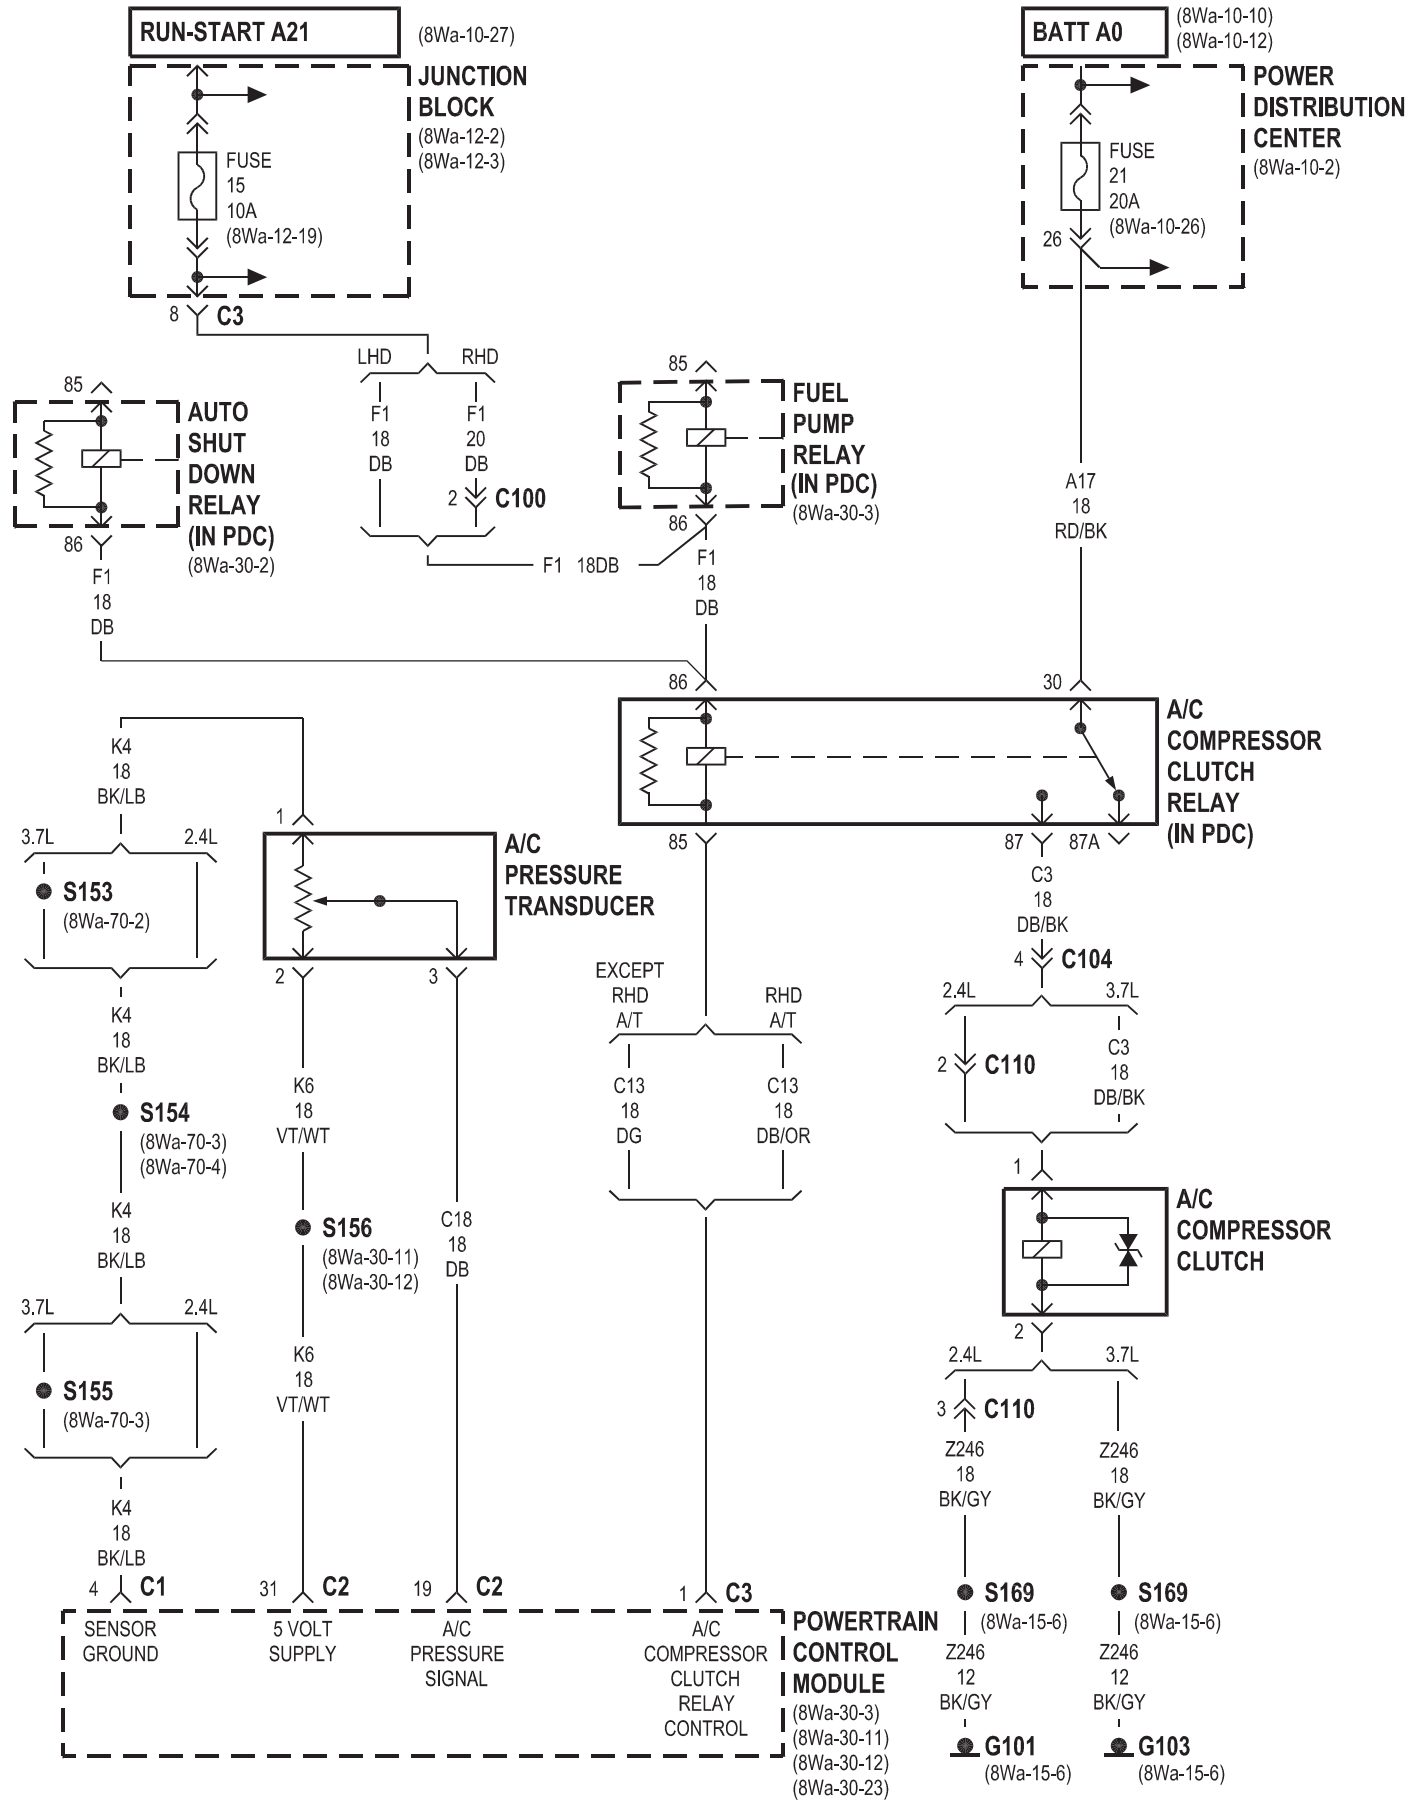 RUN-START A21
(8Wa-10-27)
BATT A0
(8Wa-10-10)
(8Wa-10-12)
JUNCTION
BLOCK
(8Wa-12-2)
(8Wa-12-3)
FUSE
15
10A
(8Wa-12-19)
8
C3
POWER
DISTRIBUTION
CENTER
(8Wa-10-2)
FUSE
21
20A
(8Wa-10-26)
26
LHD
RHD
F1
18
DB
F1
20
DB
2
C100
F1 18DB
85
AUTO
SHUT
DOWN
RELAY
(IN PDC)
(8Wa-30-2)
86
F1
18
DB
85
FUEL
PUMP
RELAY
(IN PDC)
(8Wa-30-3)
86
F1
18
DB
A17
18
RD/BK
86
30
A/C
COMPRESSOR
CLUTCH
RELAY
(IN PDC)
85
87
87A
K4
18
BK/LB
3.7L
2.4L
S153
(8Wa-70-2)
K4
18
BK/LB
S154
(8Wa-70-3)
(8Wa-70-4)
K4
18
BK/LB
3.7L
2.4L
S155
(8Wa-70-3)
K4
18
BK/LB
4
C1
1
A/C
PRESSURE
TRANSDUCER
2
3
K6
18
VT/WT
S156
(8Wa-30-11)
(8Wa-30-12)
K6
18
VT/WT
31
C2
C18
18
DB
19
C2
EXCEPT
RHD
A/T
RHD
A/T
C13
18
DG
C13
18
DB/OR
1
C3
C3
18
DB/BK
4
C104
2.4L
3.7L
2
C110
C3
18
DB/BK
1
A/C
COMPRESSOR
CLUTCH
2
2.4L
3.7L
3
C110
Z246
18
BK/GY
Z246
18
BK/GY
S169
(8Wa-15-6)
S169
(8Wa-15-6)
Z246
12
BK/GY
Z246
12
BK/GY
G101
(8Wa-15-6)
G103
(8Wa-15-6)
SENSOR
GROUND
5 VOLT
SUPPLY
A/C
PRESSURE
SIGNAL
A/C
COMPRESSOR
CLUTCH
RELAY
CONTROL
POWERTRAIN
CONTROL
MODULE
(8Wa-30-3)
(8Wa-30-11)
(8Wa-30-12)
(8Wa-30-23)